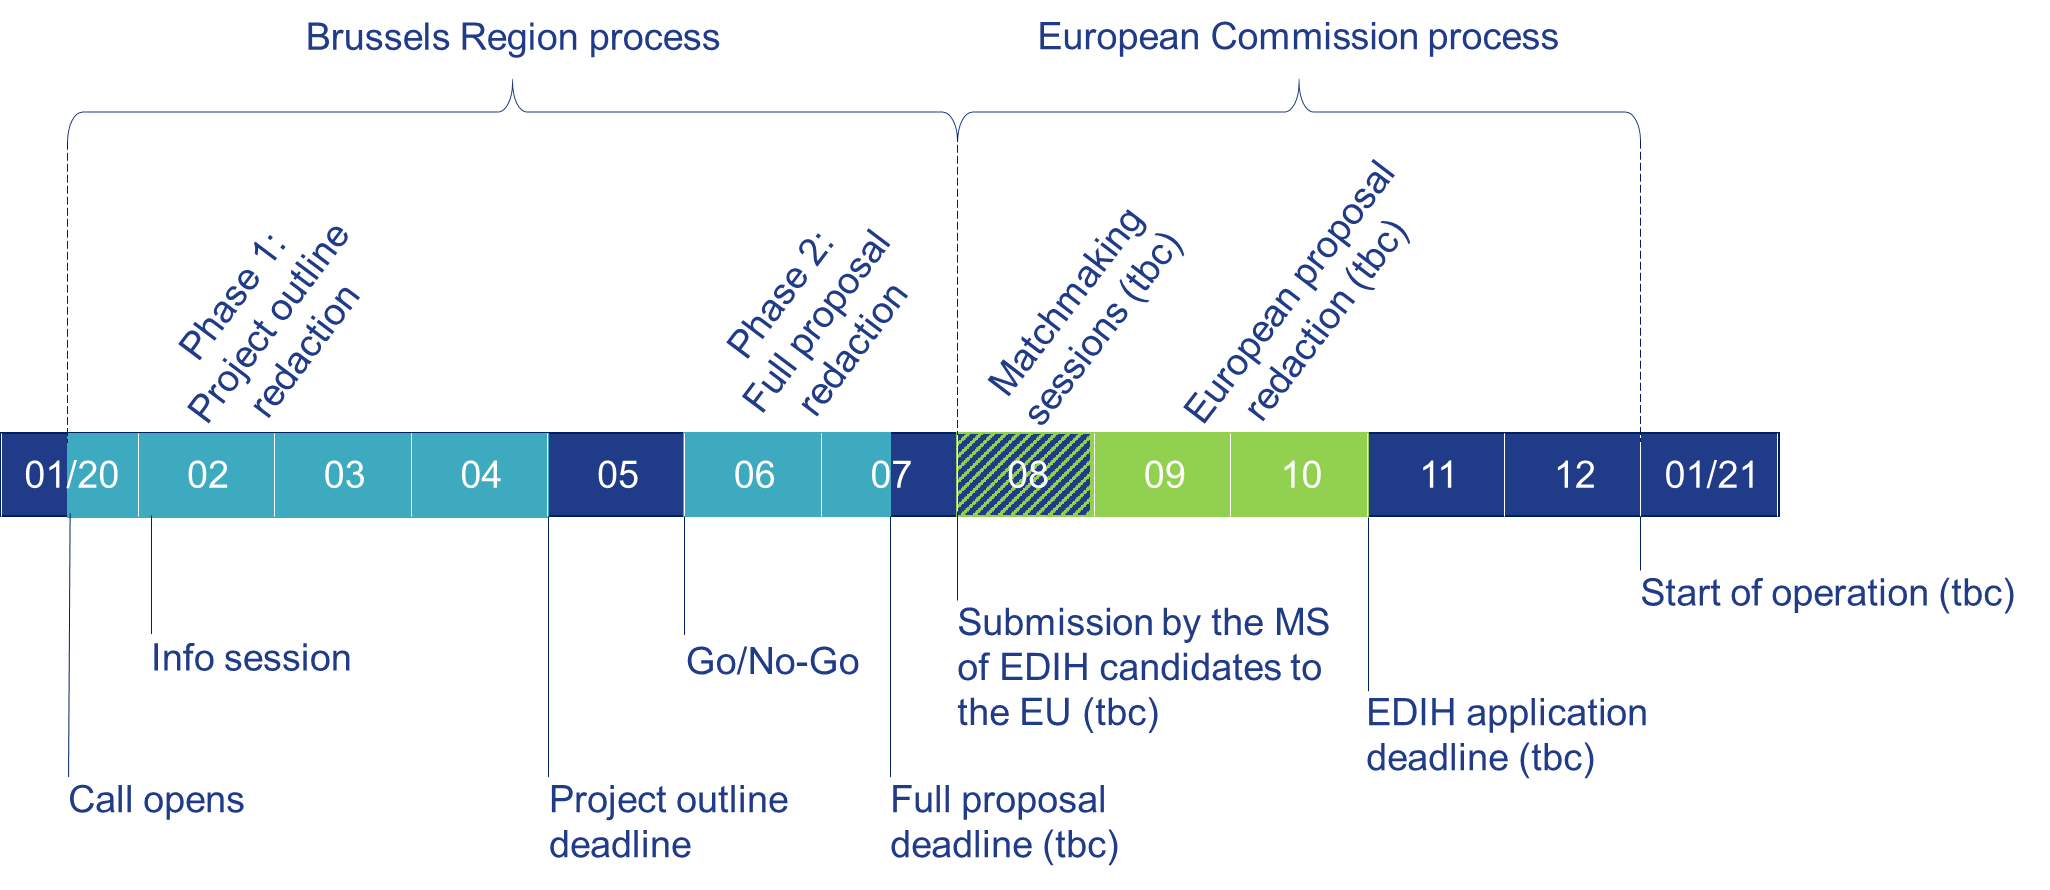 Brussels Region process
European Commission process
Phase 1:
Project outline
redaction
Phase 2:
Full proposal
redaction
Matchmaking
sessions (tbc)
European proposal
redaction (tbc)
01/20 02 03 04 05 06 07 08 09 10 11 12 01/21
Call opens
Info session
Project outline
deadline
Go/No-Go
Full proposal
deadline (tbc)
Submission by the MS
of EDIH candidates to
the EU (tbc)
EDIH application
deadline (tbc)
Start of operation (tbc)